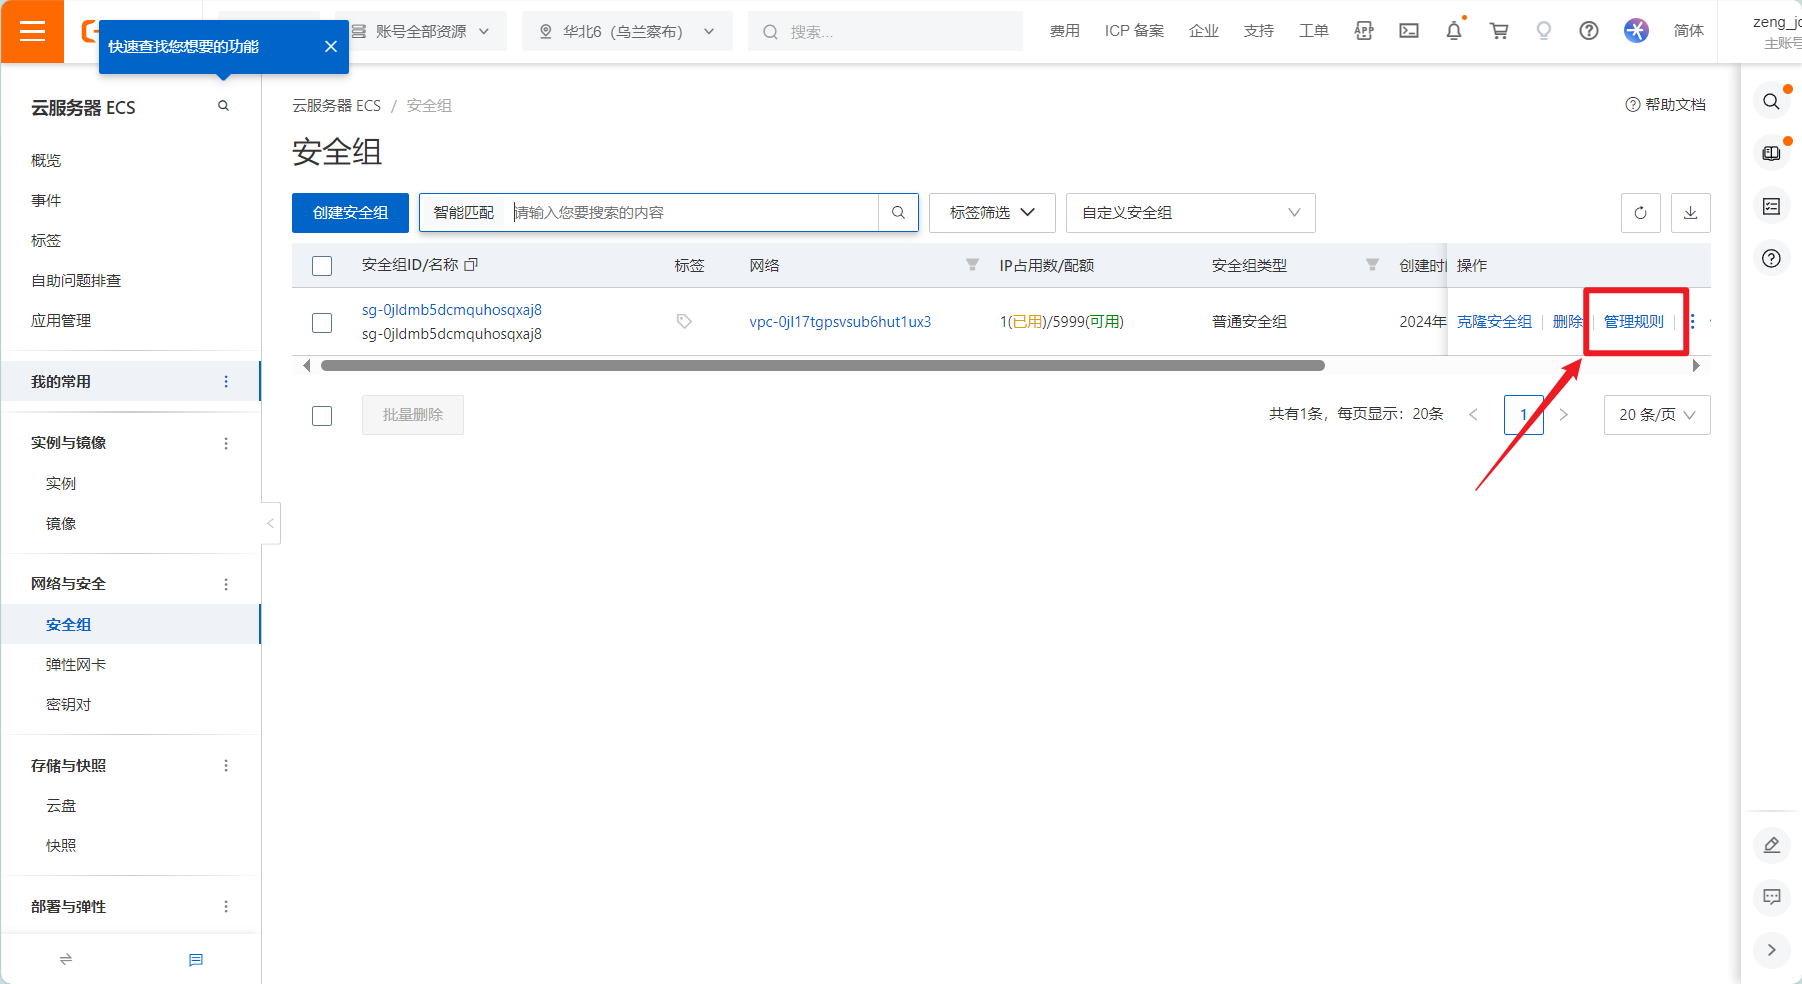 快速查找您想要的功能
账号全部资源
华北6（乌兰察布）
搜索...
费用
ICP 备案
企业
支持
工单
APP
简体
zeng_jc
主账号
云服务器 ECS
概览
事件
标签
自助问题排查
应用管理
我的常用
实例与镜像
实例
镜像
网络与安全
安全组
弹性网卡
密钥对
存储与快照
云盘
快照
部署与弹性
云服务器 ECS / 安全组
帮助文档
安全组
创建安全组
智能匹配
请输入您要搜索的内容
标签筛选
自定义安全组
安全组ID/名称 标签 网络 IP占用数/配额 安全组类型 创建时 操作
sg-0jldmb5dcmquhosqxaj8
sg-0jldmb5dcmquhosqxaj8
vpc-0jl17tgpsvsub6hut1ux3
1(已用)/5999(可用)
普通安全组
2024年
克隆安全组 删除 管理规则
批量删除
共有1条，每页显示：20条
1
20 条/页